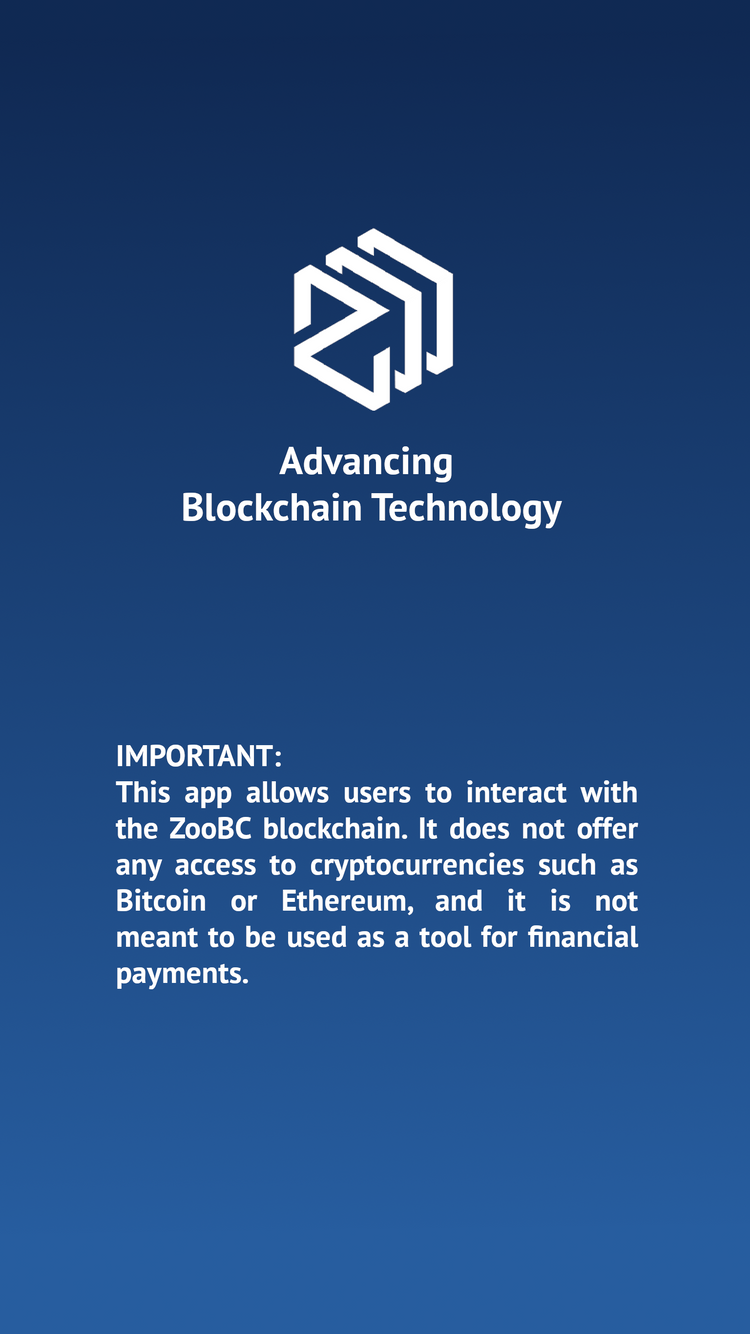 Advancing
Blockchain Technology
IMPORTANT:
This app allows users to interact with
the ZooBC blockchain. It does not offer
any access to cryptocurrencies such as
Bitcoin or Ethereum, and it is not
meant to be used as a tool for financial
payments.